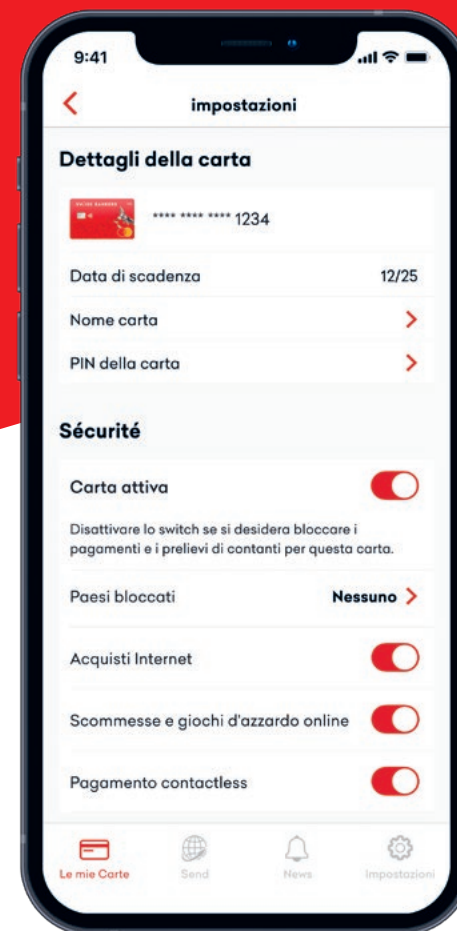 9:41
impostazioni
Dettagli della carta
**** **** **** 1234
Data di scadenza 12/25
Nome carta
PIN della carta
Sécurité
Carta attiva
Disattivare lo switch se si desidera bloccare i
pagamenti e i prelievi di contanti per questa carta.
Paesi bloccati Nessuno
Acquisti Internet
Scommesse e giochi d'azzardo online
Pagamento contactless
Le mie Carte Send News Impostazioni